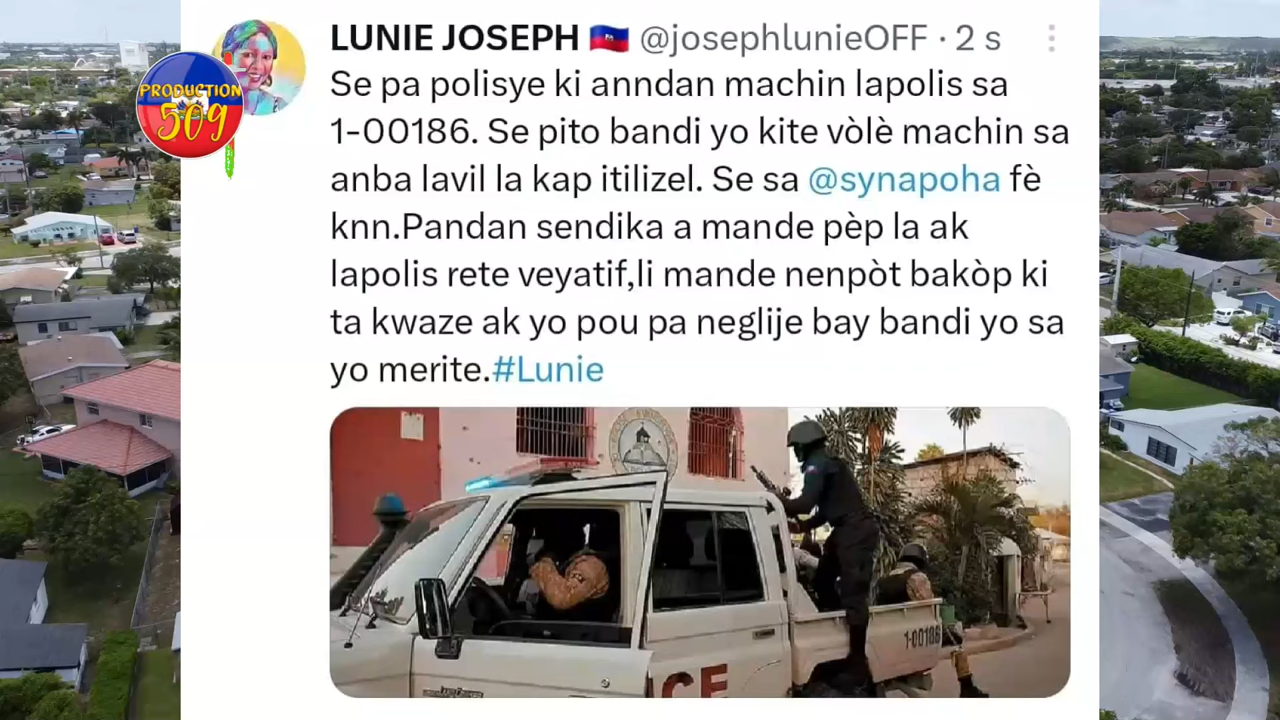 LUNIE JOSEPH 🇭🇹 @josephlunieOFF · 2 s
Se pa polisye ki anndan machin lapolis sa
1-00186. Se pito bandi yo kite vòlè machin sa
anba lavil la kap itilizel. Se sa @synapoha fè
knn.Pandan sendika a mande pèp la ak
lapolis rete veyatif,li mande nenpòt bakòp ki
ta kwaze ak yo pou pa neglije bay bandi yo sa
yo merite.#Lunie
PRODUCTION
509
1-00186
CE